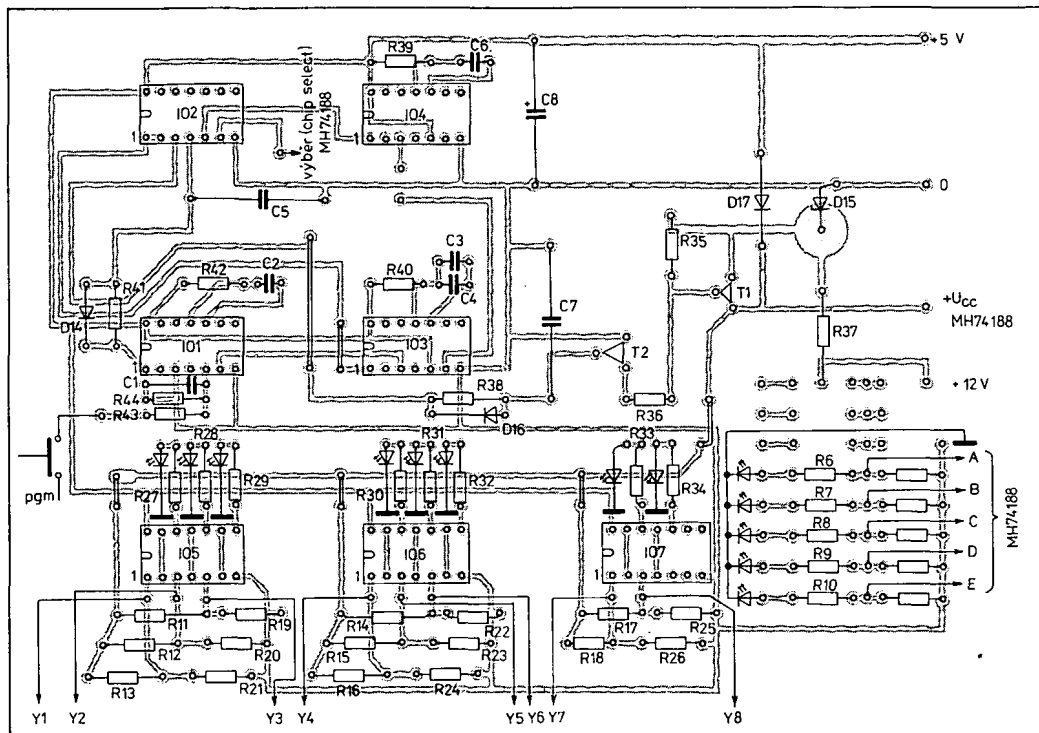 R39
C6
+5 V
IO2
1
výběr (chip select)
MH74188
IO4
1
C8
C5
0
D17
D15
R35
C3
C4
R42
C2
R40
R41
D14
C7
T1
+Ucc
MH74188
R37
IO1
1
IO3
1
T2
C1
R44
R43
R38
D16
R36
+12 V
pgm
R28
R27
R29
R31
R30
R32
R33
R34
A
R6
B
R7
C
R8
D
R9
E
R10
MH74188
IO5
1
IO6
1
IO7
1
R11
R19
R12
R20
R13
R21
R14
R22
R15
R23
R16
R24
R17
R25
R18
R26
Y1
Y2
Y3
Y4
Y5
Y6
Y7
Y8